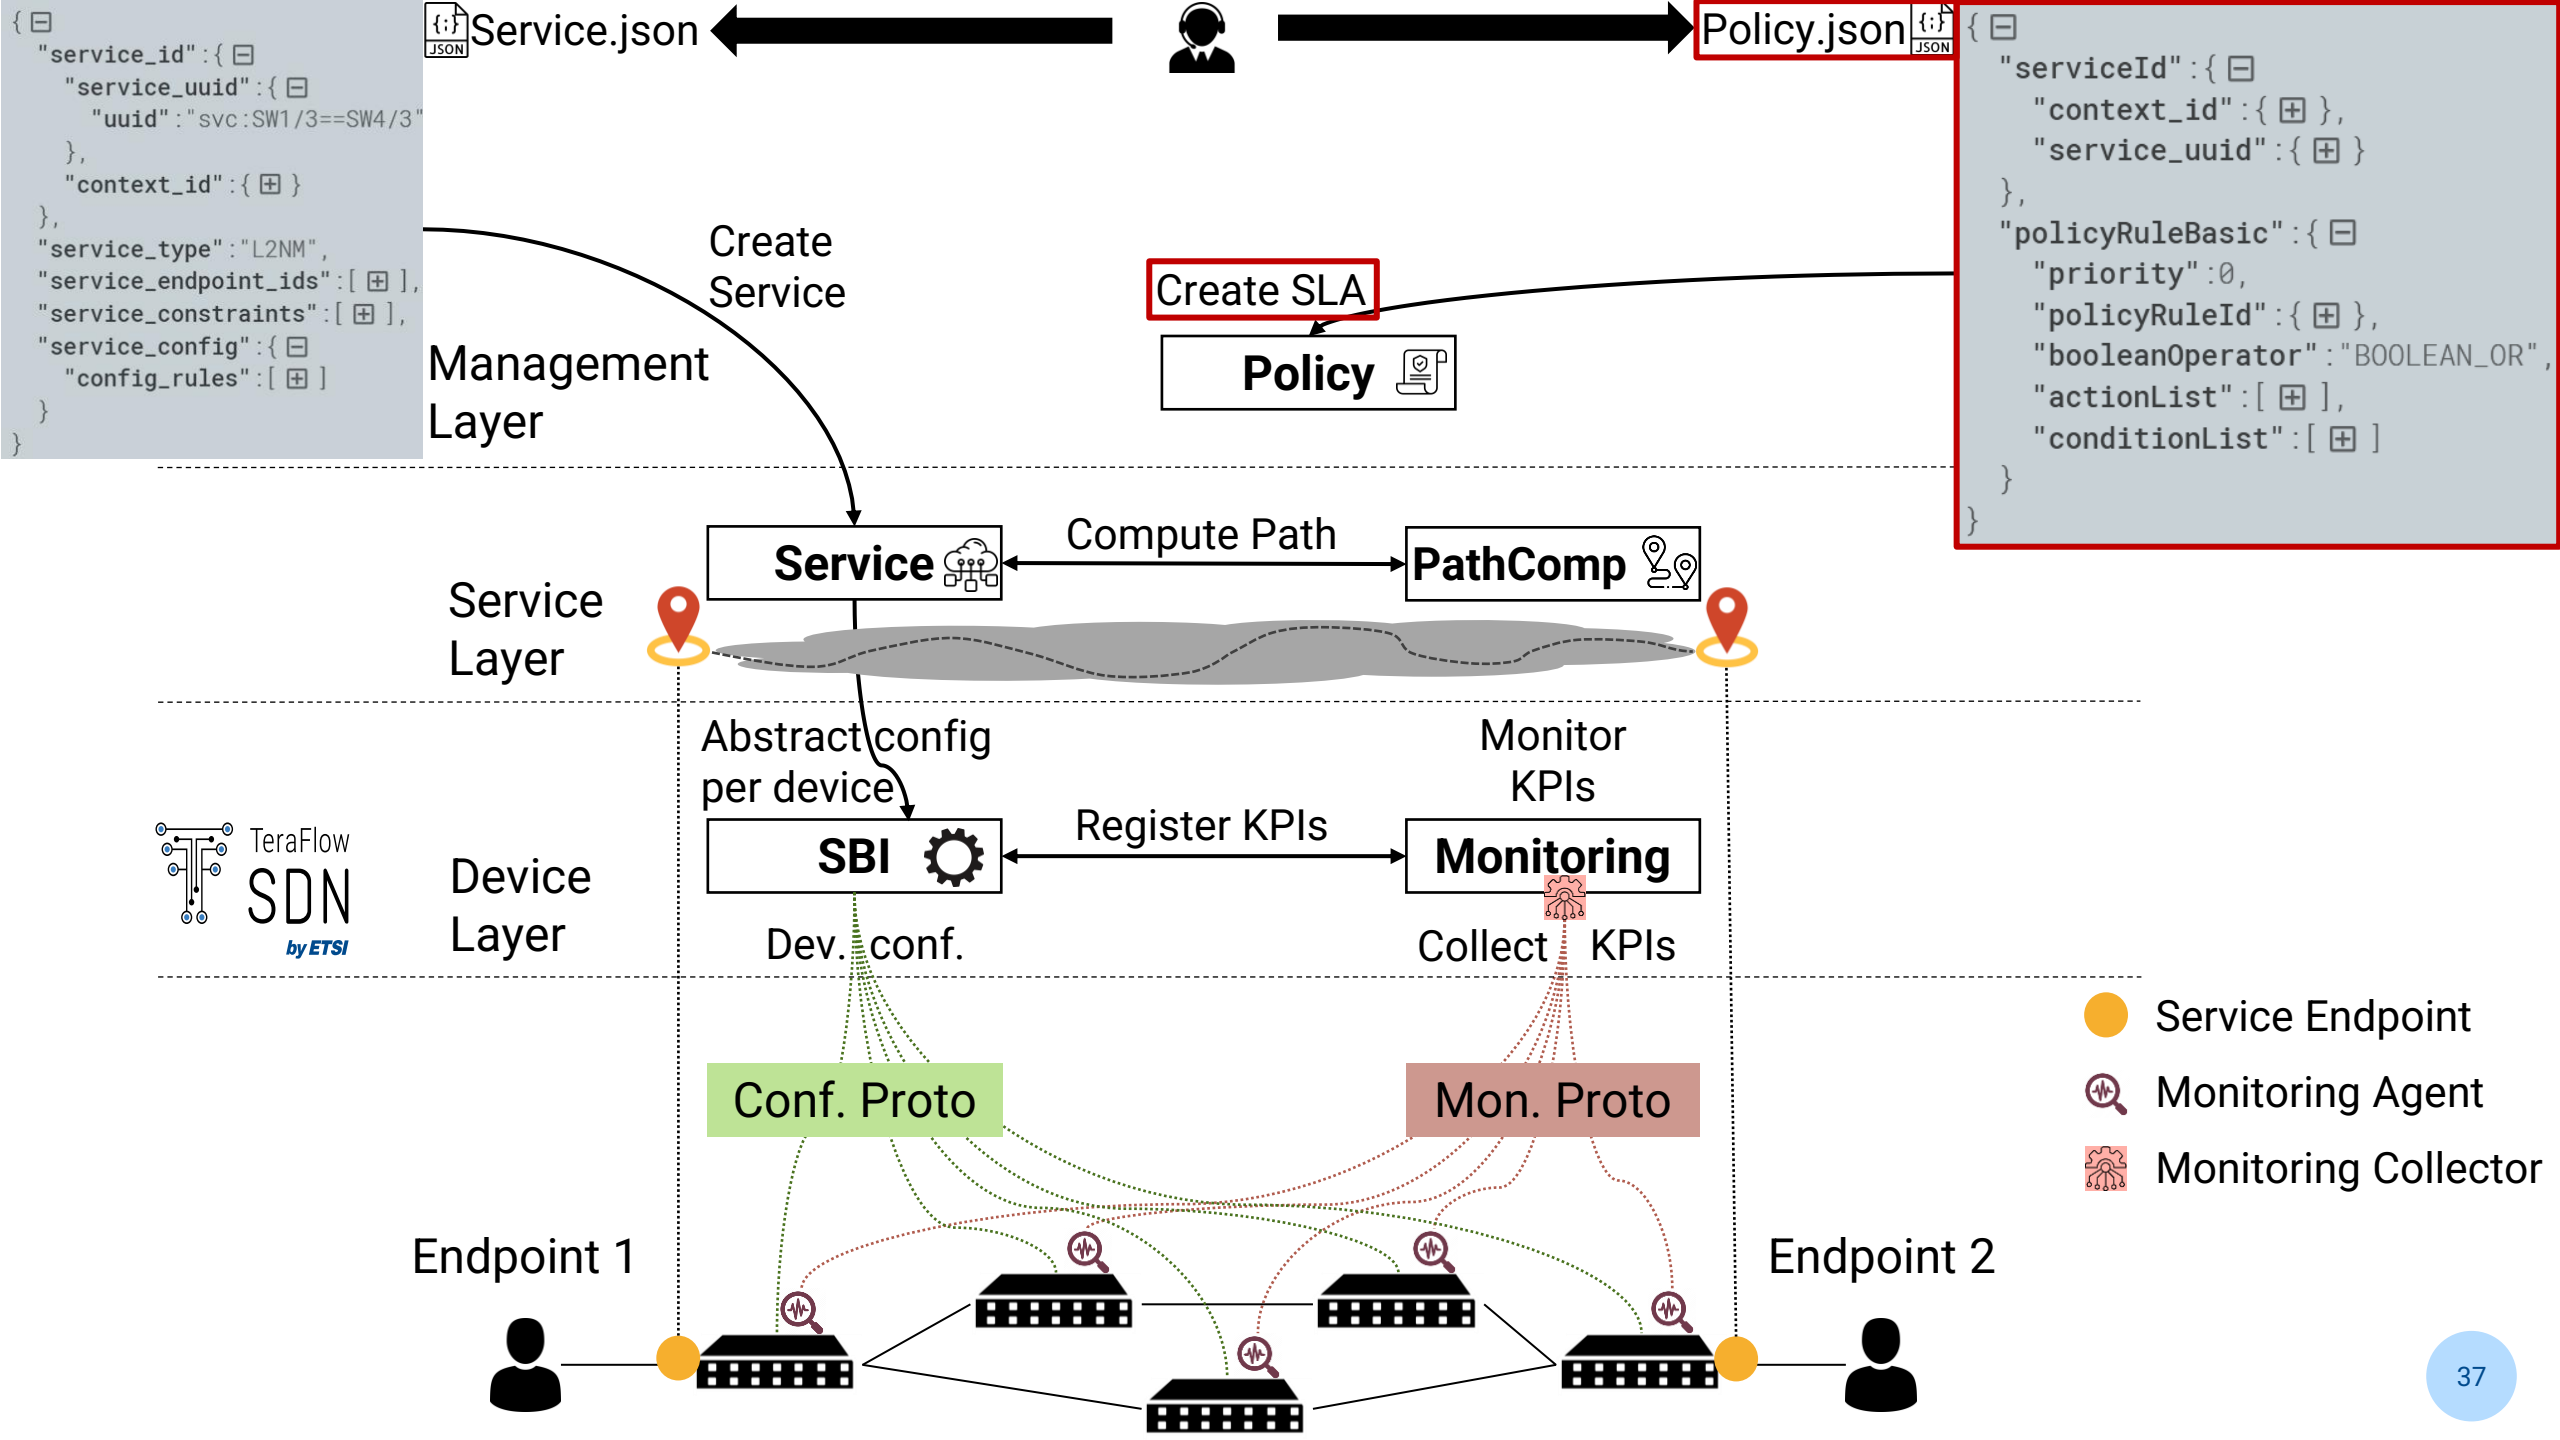 {
"service_id":{
"service_uuid":{
"uuid":"svc:SW1/3==SW4/3"
},
"context_id":{ }
},
"service_type":"L2NM",
"service_endpoint_ids":[ ],
"service_constraints":[ ],
"service_config":{
"config_rules":[ ]
}
}
{;}
JSON
Service.json
Policy.json
{;}
JSON
{
"serviceId":{
"context_id":{ },
"service_uuid":{ }
},
"policyRuleBasic":{
"priority":0,
"policyRuleId":{ },
"booleanOperator":"BOOLEAN_OR",
"actionList":[ ],
"conditionList":[ ]
}
}
Create
Service
Create SLA
Policy
Management
Layer
Service
Compute Path
PathComp
Service
Layer
Abstract config
per device
Monitor
KPIs
SBI
Register KPIs
Monitoring
TeraFlow
SDN
by ETSI
Device
Layer
Dev. conf.
Collect KPIs
Conf. Proto
Mon. Proto
Service Endpoint
Monitoring Agent
Monitoring Collector
Endpoint 1
Endpoint 2
37